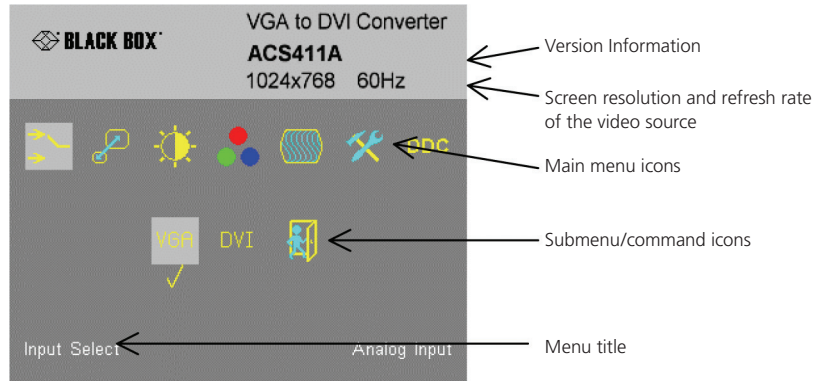 BLACK BOX
VGA to DVI Converter
ACS411A
1024x768 60Hz
Version Information
Screen resolution and refresh rate
of the video source
DDC
Main menu icons
VGA DVI
Submenu/command icons
Input Select
Analog Input
Menu title